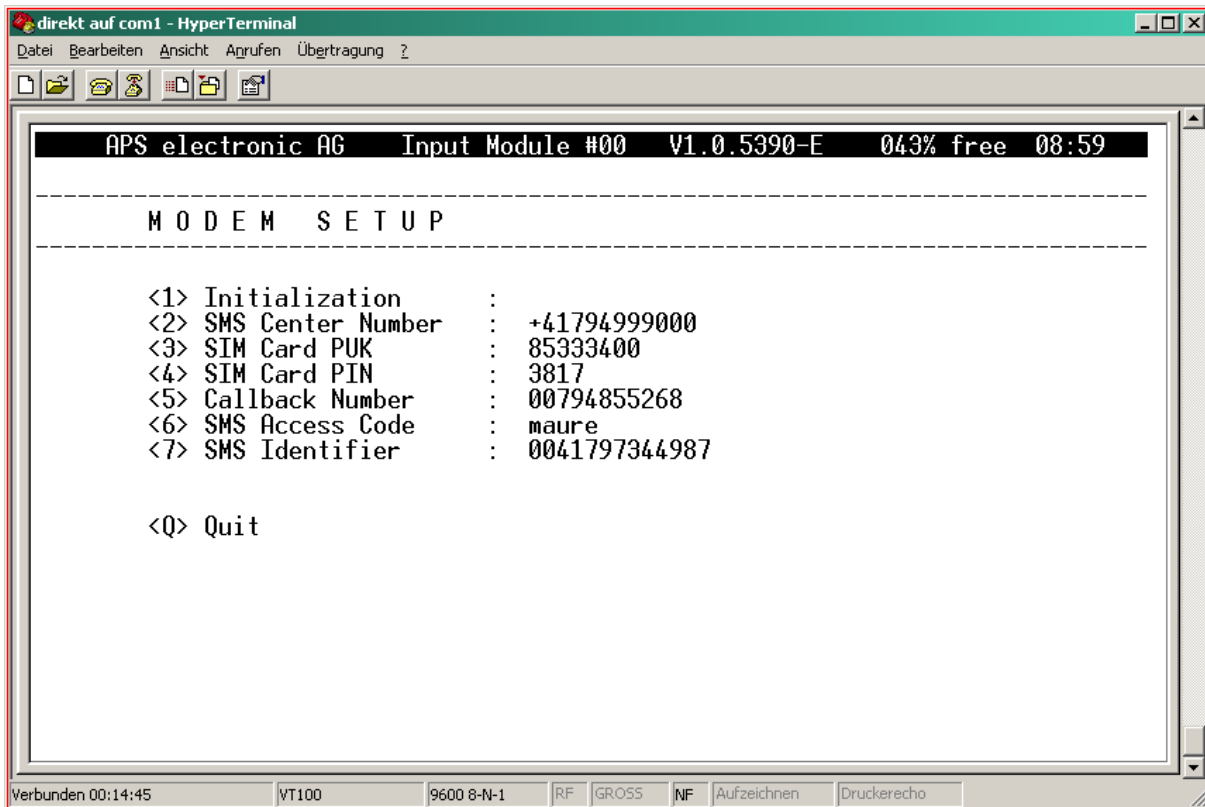 direkt auf com1 - HyperTerminal
Datei Bearbeiten Ansicht Anrufen Übertragung ?
APS electronic AG Input Module #00 V1.0.5390-E 043% free 08:59
M O D E M S E T U P
<1> Initialization :
<2> SMS Center Number : +41794999000
<3> SIM Card PUK : 85333400
<4> SIM Card PIN : 3817
<5> Callback Number : 00794855268
<6> SMS Access Code : maure
<7> SMS Identifier : 0041797344987
<Q> Quit
Verbunden 00:14:45 VT100 9600 8-N-1 RF GROSS NF Aufzeichnen Druckerecho